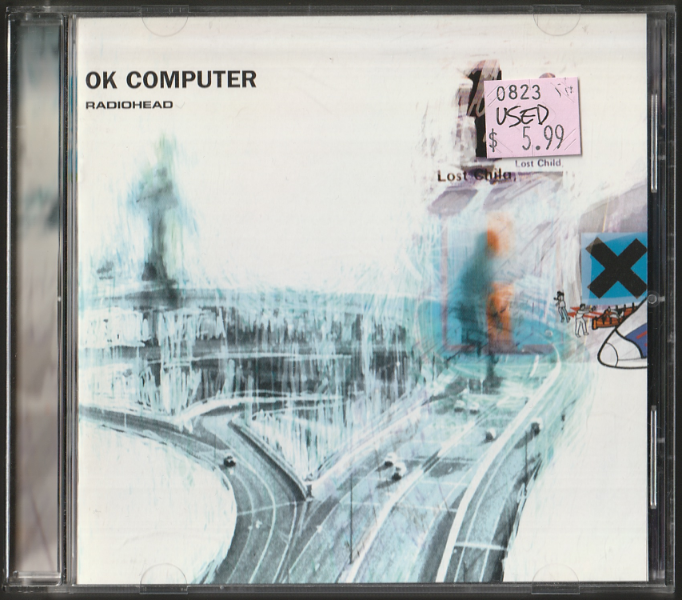 OK COMPUTER
RADIOHEAD
0823
USED
$ 5.99
Lost Child
Lost Child,